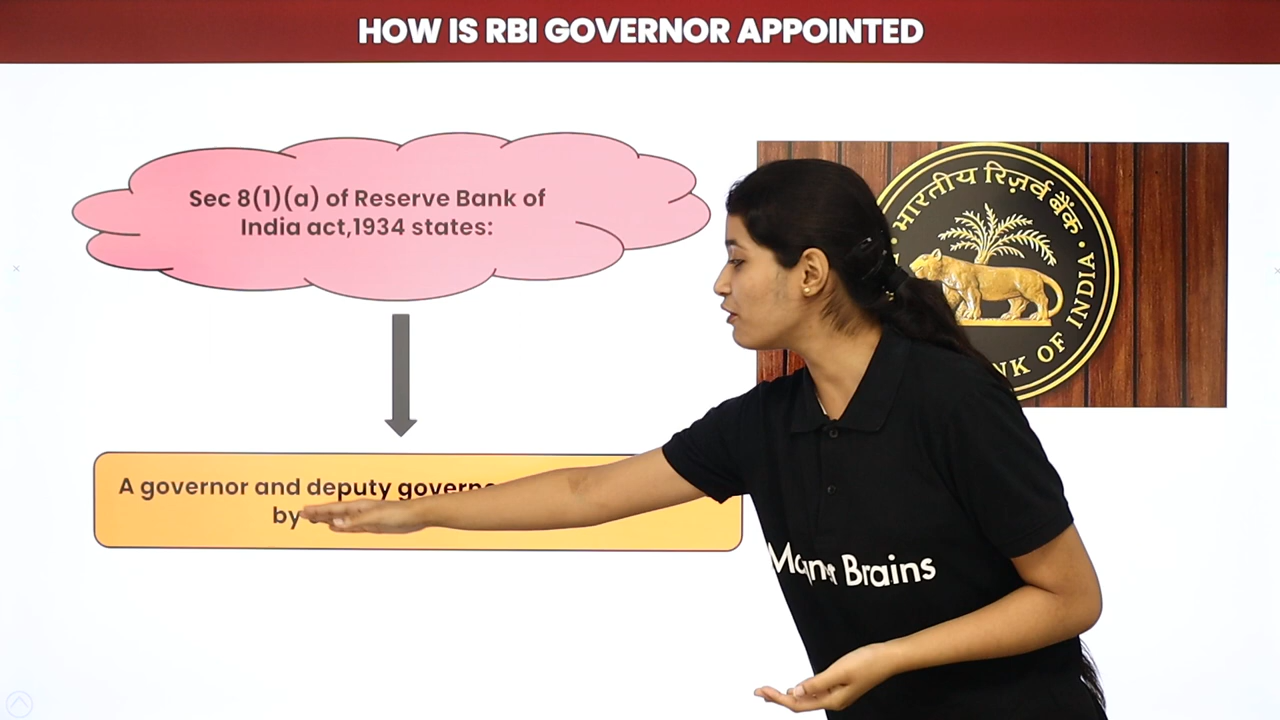 HOW IS RBI GOVERNOR APPOINTED
Sec 8(1)(a) of Reserve Bank of
India act,1934 states:
भारतीय रिज़र्व बैंक
OF INDIA
A governor and deputy
by
Brains